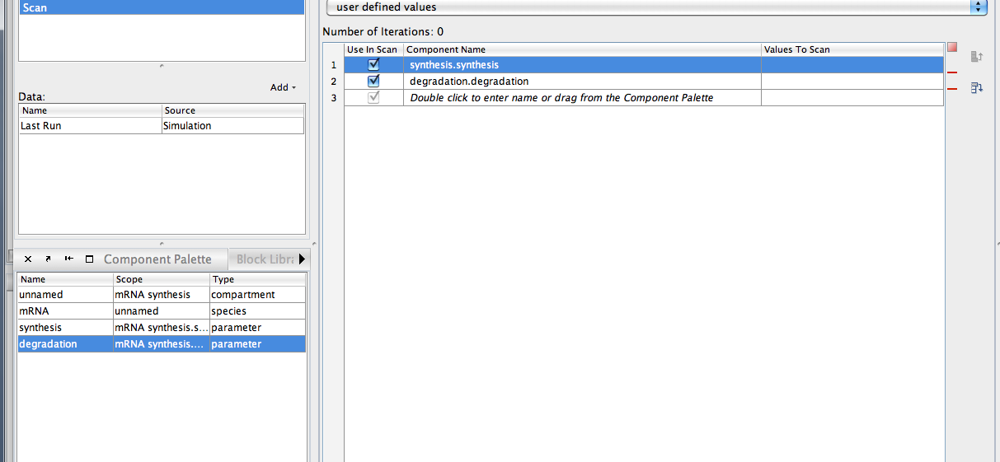 Scan
Add
Data:
Name Source
Last Run Simulation
Component Palette Block Libra
Name Scope Type
unnamed mRNA synthesis compartment
mRNA unnamed species
synthesis mRNA synthesis.s... parameter
degradation mRNA synthesis.... parameter
user defined values
Number of Iterations: 0
Use In Scan Component Name Values To Scan
1 synthesis.synthesis
2 degradation.degradation
3 Double click to enter name or drag from the Component Palette